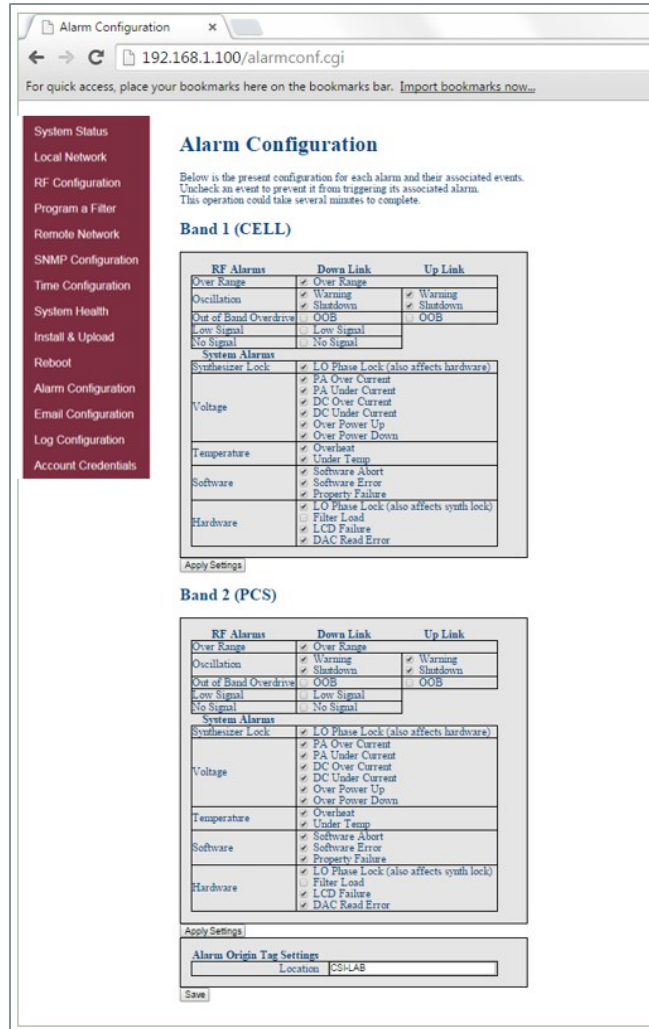 Alarm Configuration
192.168.1.100/alarmconf.cgi
For quick access, place your bookmarks here on the bookmarks bar. Import bookmarks now...
System Status
Local Network
RF Configuration
Program a Filter
Remote Network
SNMP Configuration
Time Configuration
System Health
Install & Upload
Reboot
Alarm Configuration
Email Configuration
Log Configuration
Account Credentials
Alarm Configuration
Below is the present configuration for each alarm and their associated events.
Uncheck an event to prevent it from triggering its associated alarm.
This operation could take several minutes to complete.
Band 1 (CELL)
RF Alarms Down Link Up Link
Over Range Over Range
Oscillation Warning Warning
Shutdown Shutdown
Out of Band Overdrive OOB OOB
Low Signal Low Signal
No Signal No Signal
System Alarms
Synthesizer Lock LO Phase Lock (also affects hardware)
Voltage PA Over Current
PA Under Current
DC Over Current
DC Under Current
Over Power Up
Over Power Down
Temperature Overheat
Under Temp
Software Software Abort
Software Error
Property Failure
Hardware LO Phase Lock (also affects synth lock)
Filter Load
LCD Failure
DAC Read Error
Apply Settings
Band 2 (PCS)
RF Alarms Down Link Up Link
Over Range Over Range
Oscillation Warning Warning
Shutdown Shutdown
Out of Band Overdrive OOB OOB
Low Signal Low Signal
No Signal No Signal
System Alarms
Synthesizer Lock LO Phase Lock (also affects hardware)
Voltage PA Over Current
PA Under Current
DC Over Current
DC Under Current
Over Power Up
Over Power Down
Temperature Overheat
Under Temp
Software Software Abort
Software Error
Property Failure
Hardware LO Phase Lock (also affects synth lock)
Filter Load
LCD Failure
DAC Read Error
Apply Settings
Alarm Origin Tag Settings
Location CSI-LAB
Save